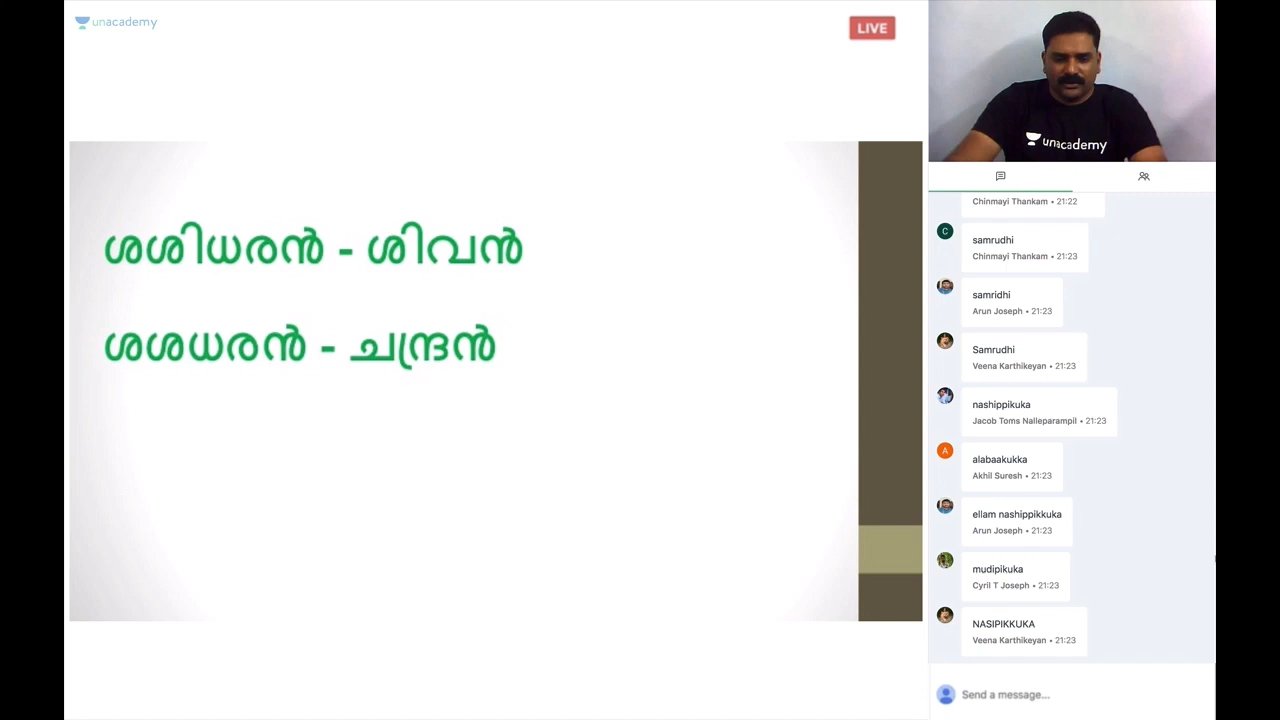 unacademy
LIVE
ശശിധരൻ - ശിവൻ
ശശധരൻ - ചന്ദ്രൻ
unacademy
Chinmayi Thankam • 21:22
C
samrudhi
Chinmayi Thankam • 21:23
samridhi
Arun Joseph • 21:23
Samrudhi
Veena Karthikeyan • 21:23
nashippikuka
Jacob Toms Nalleparampil • 21:23
A
alabaakukka
Akhil Suresh • 21:23
ellam nashippikkuka
Arun Joseph • 21:23
mudipikuka
Cyril T Joseph • 21:23
NASIPIKKUKA
Veena Karthikeyan • 21:23
Send a message...